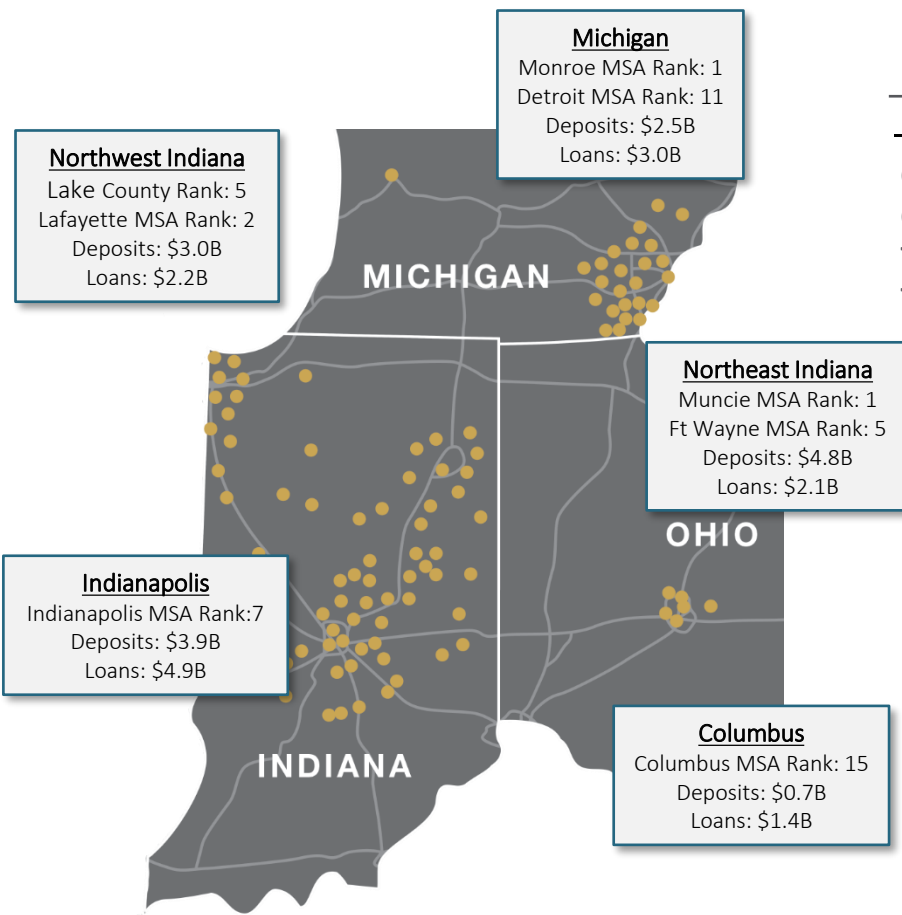 Michigan
Monroe MSA Rank: 1
Detroit MSA Rank: 11
Deposits: $2.5B
Loans: $3.0B
Northwest Indiana
Lake County Rank: 5
Lafayette MSA Rank: 2
Deposits: $3.0B
Loans: $2.2B
MICHIGAN
Northeast Indiana
Muncie MSA Rank: 1
Ft Wayne MSA Rank: 5
Deposits: $4.8B
Loans: $2.1B
OHIO
Indianapolis
Indianapolis MSA Rank:7
Deposits: $3.9B
Loans: $4.9B
INDIANA
Columbus
Columbus MSA Rank: 15
Deposits: $0.7B
Loans: $1.4B